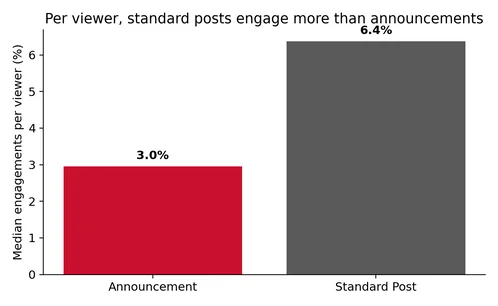 Per viewer, standard posts engage more than announcements
6.4%
3.0%
Median engagements per viewer (%)
6
5
4
3
2
1
0
Announcement
Standard Post